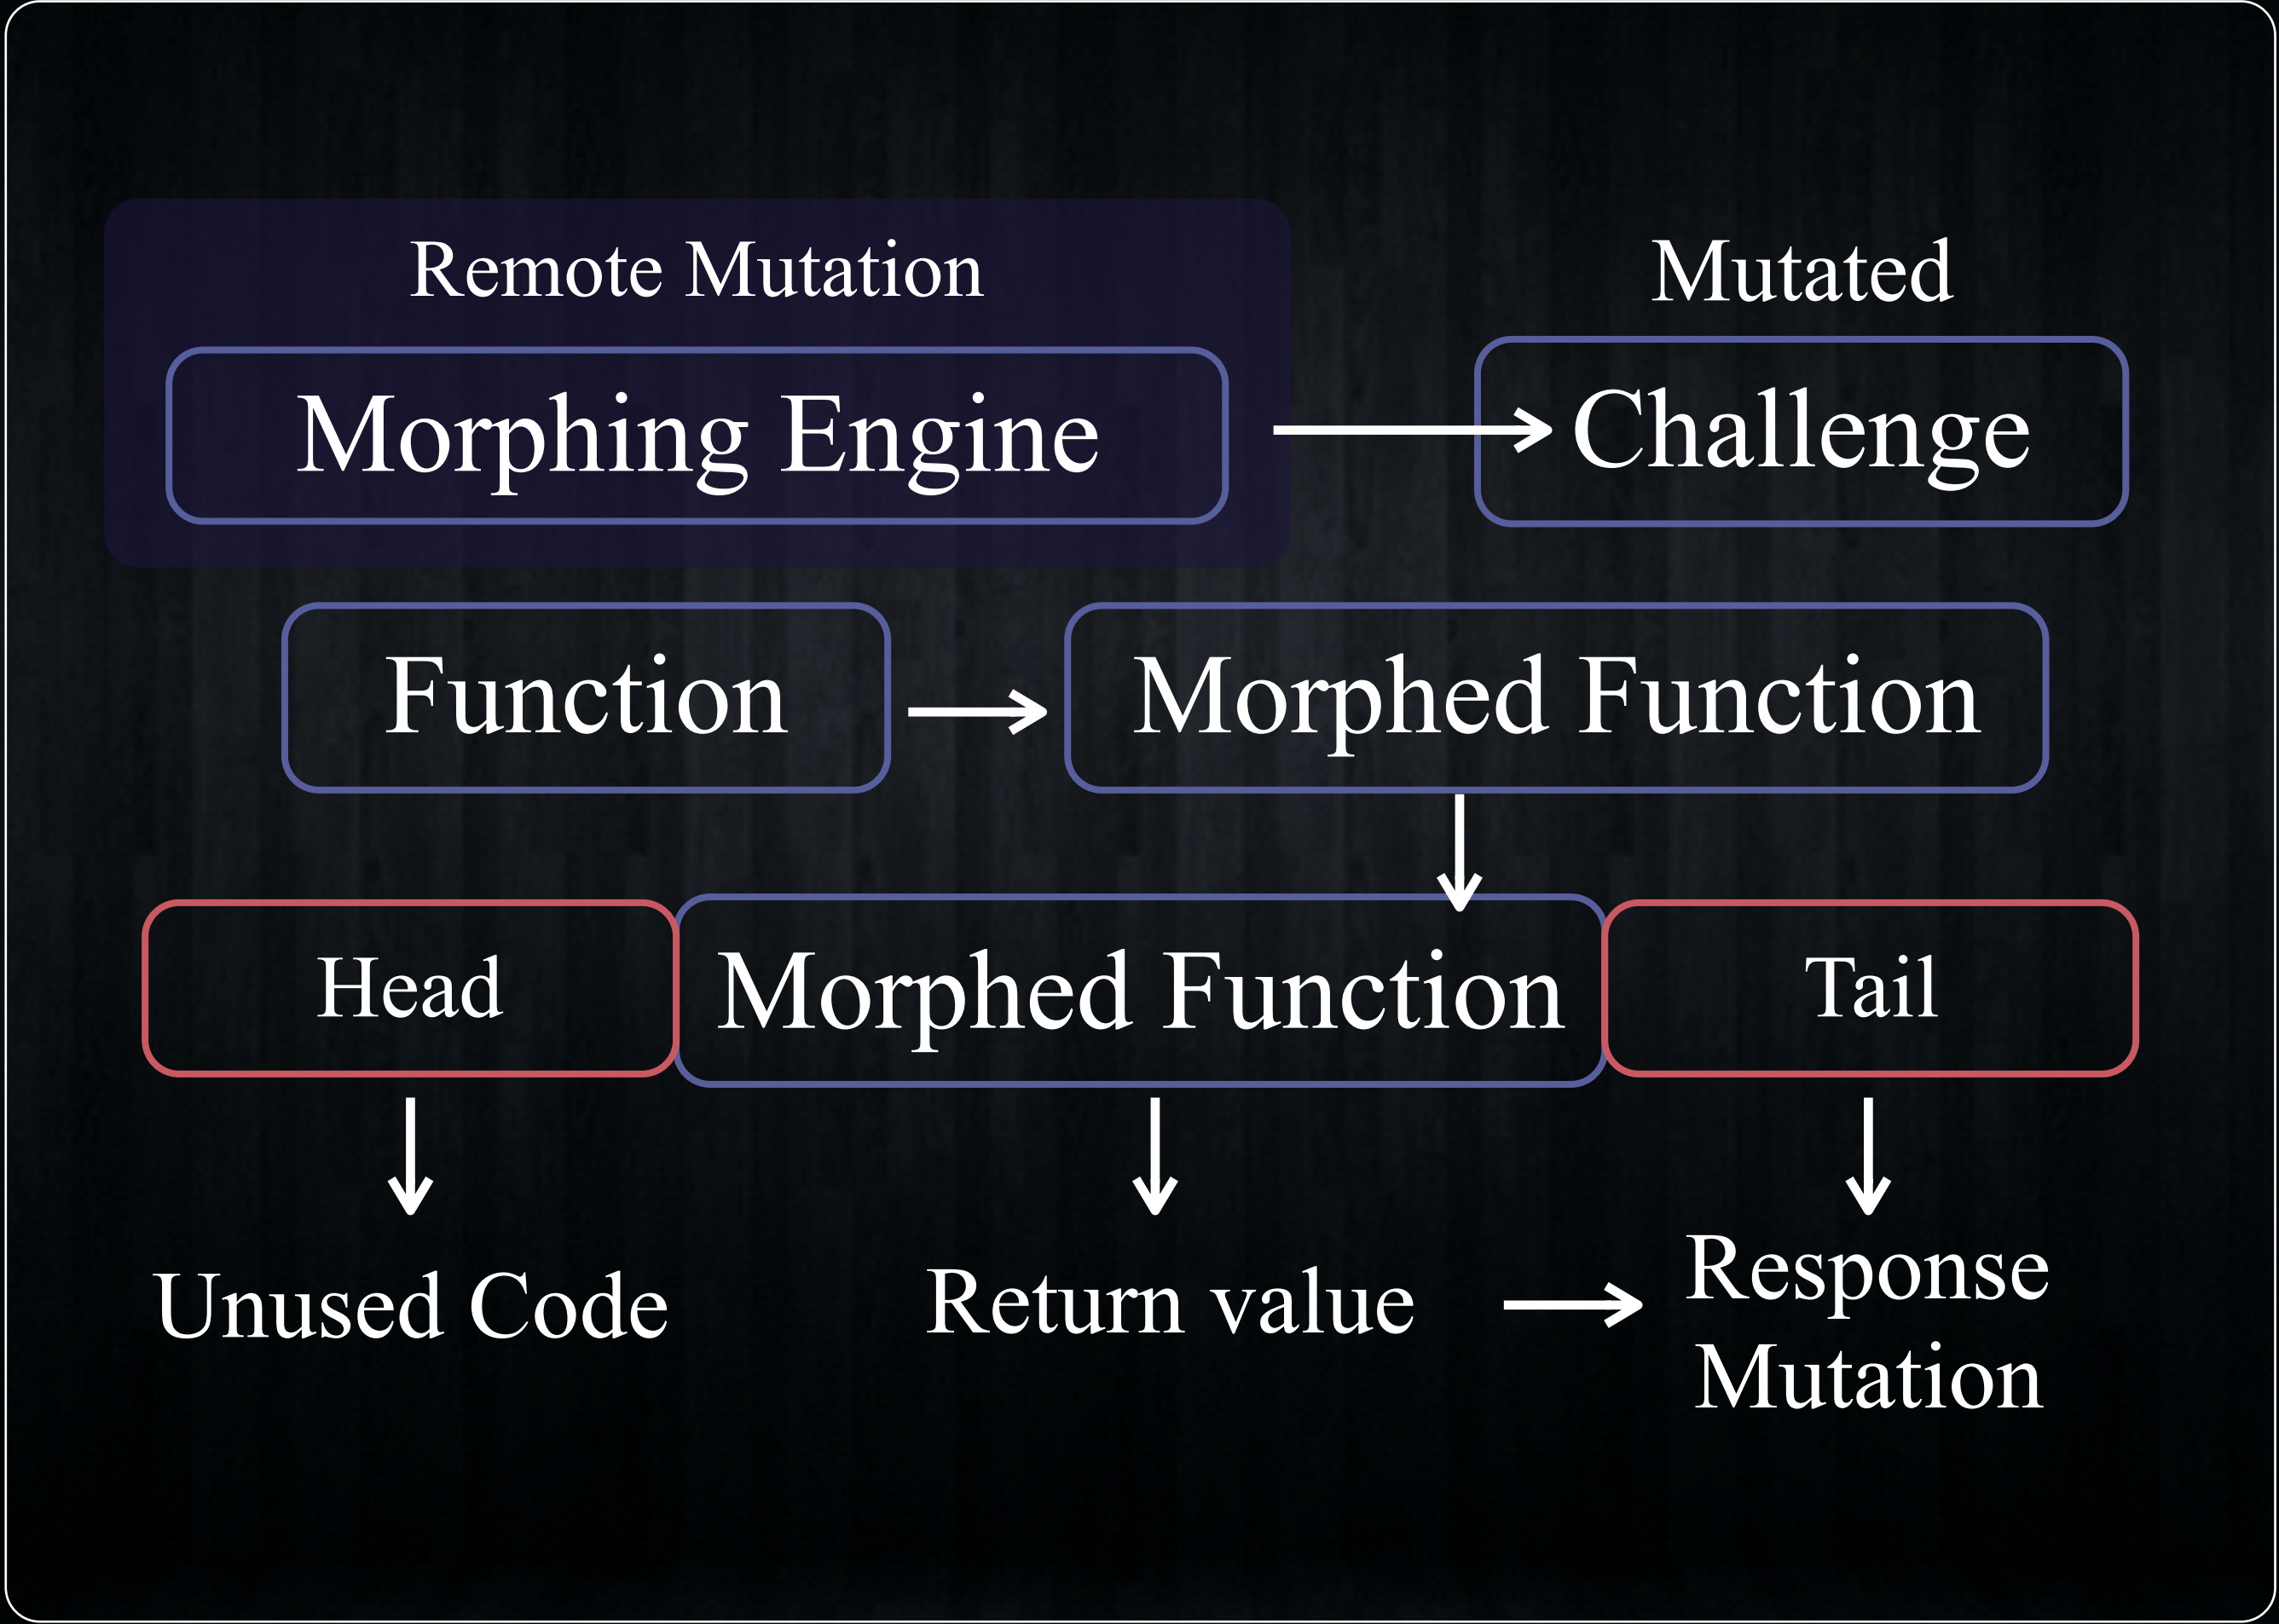 Remote Mutation
Mutated
Morphing Engine
Challenge
Function
Morphed Function
Head
Morphed Function
Tail
Unused Code
Return value
Response
Mutation